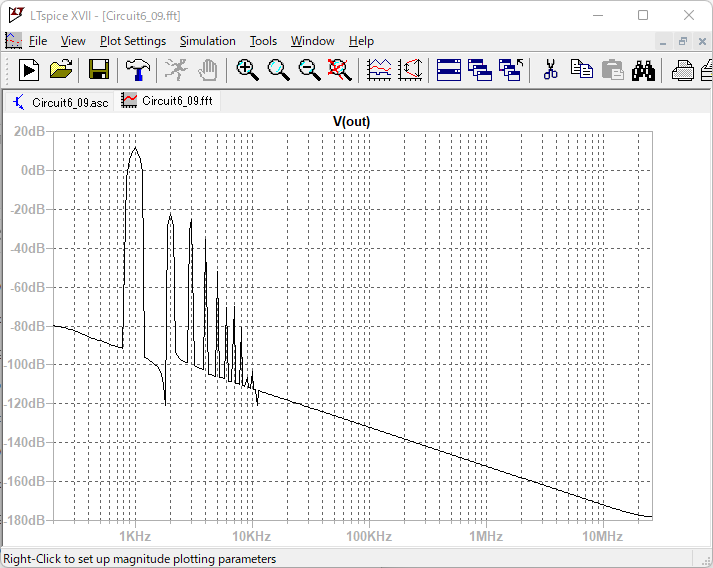 LTspice XVII - [Circuit6_09.fft]
File View Plot Settings Simulation Tools Window Help
Circuit6_09.asc Circuit6_09.fft
V(out)
20dB
0dB
-20dB
-40dB
-60dB
-80dB
-100dB
-120dB
-140dB
-160dB
-180dB
1KHz 10KHz 100KHz 1MHz 10MHz
Right-Click to set up magnitude plotting parameters